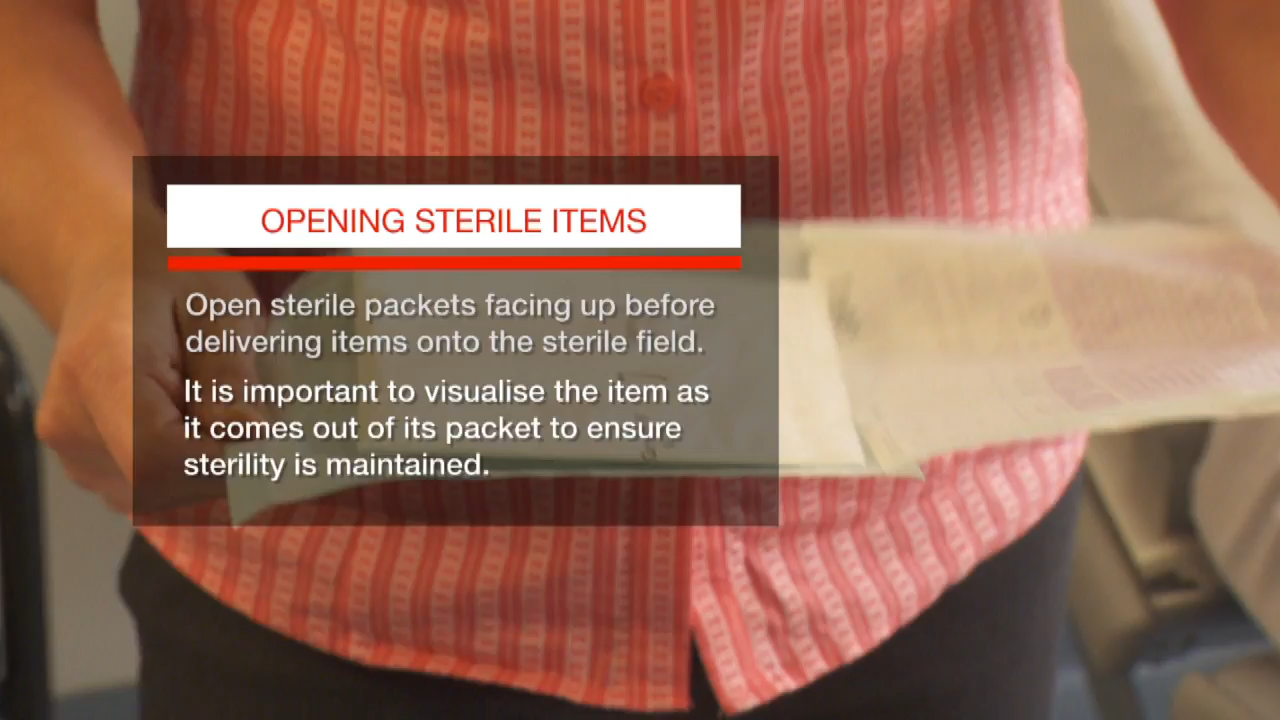 OPENING STERILE ITEMS
Open sterile packets facing up before
delivering items onto the sterile field.
It is important to visualise the item as
it comes out of its packet to ensure
sterility is maintained.